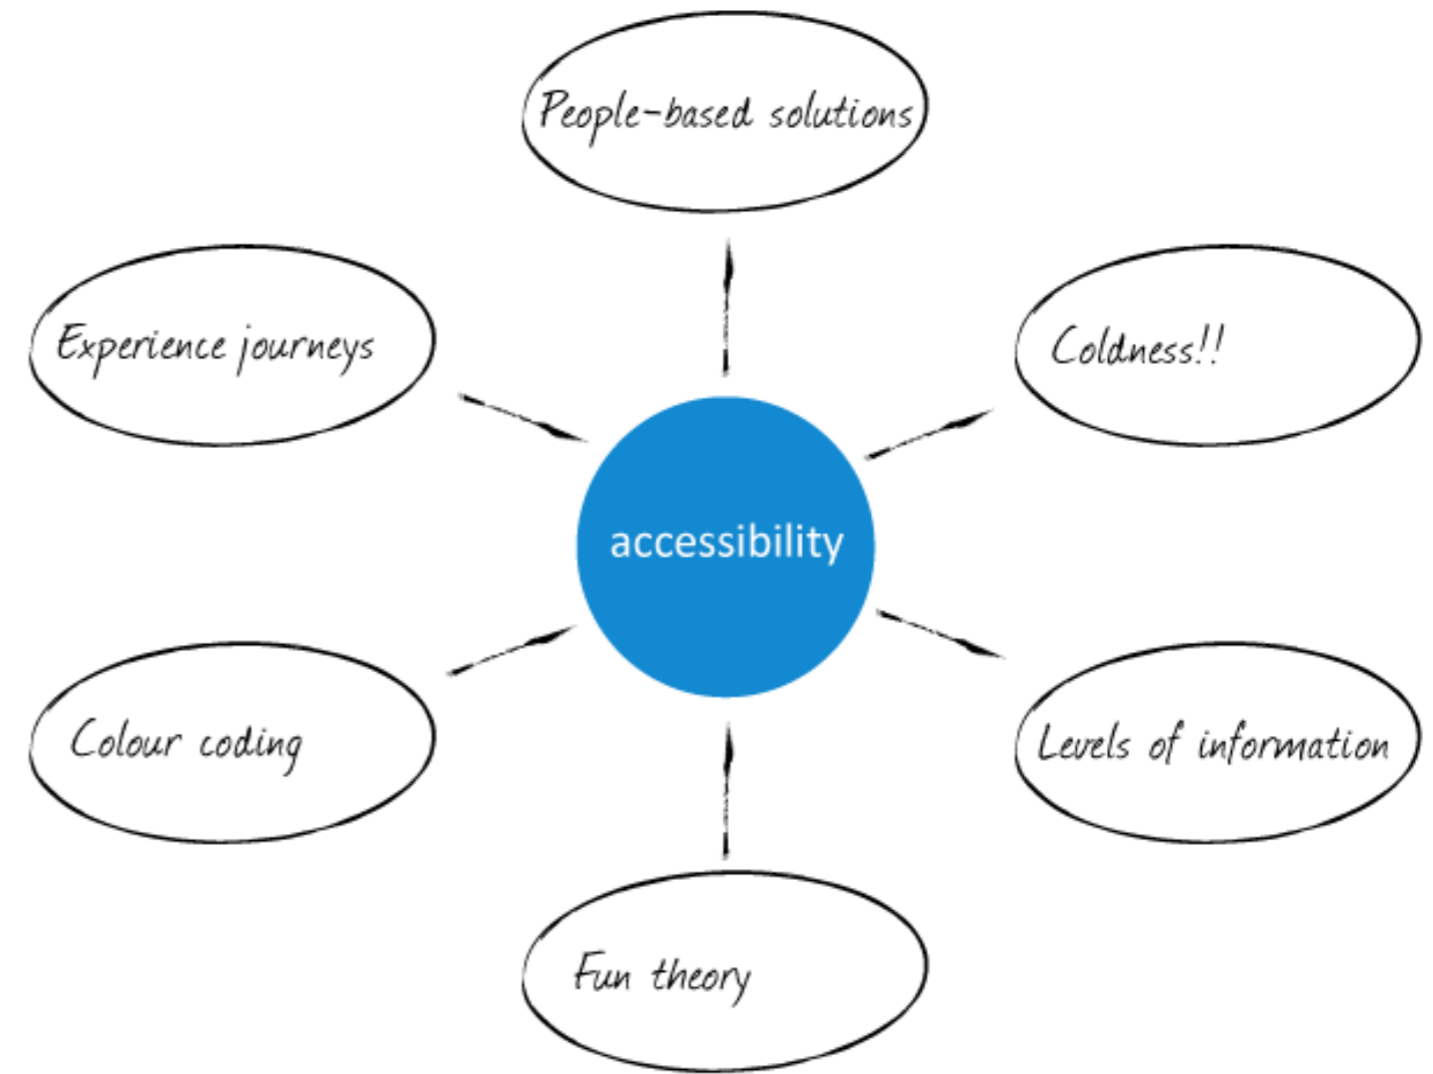 People-based solutions
Experience journeys
Coldness!!
accessibility
Colour coding
Levels of information
Fun theory